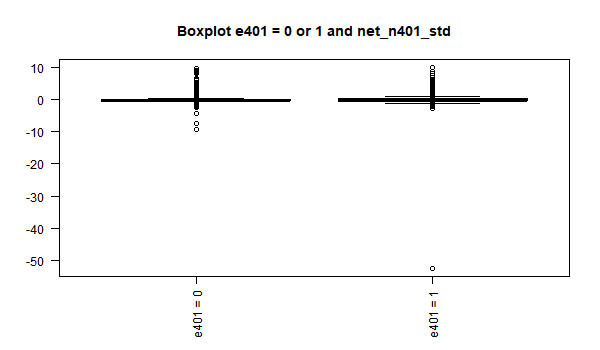 Boxplot e401 = 0 or 1 and net_n401_std
10
0
-10
-20
-30
-40
-50
e401 = 0
e401 = 1